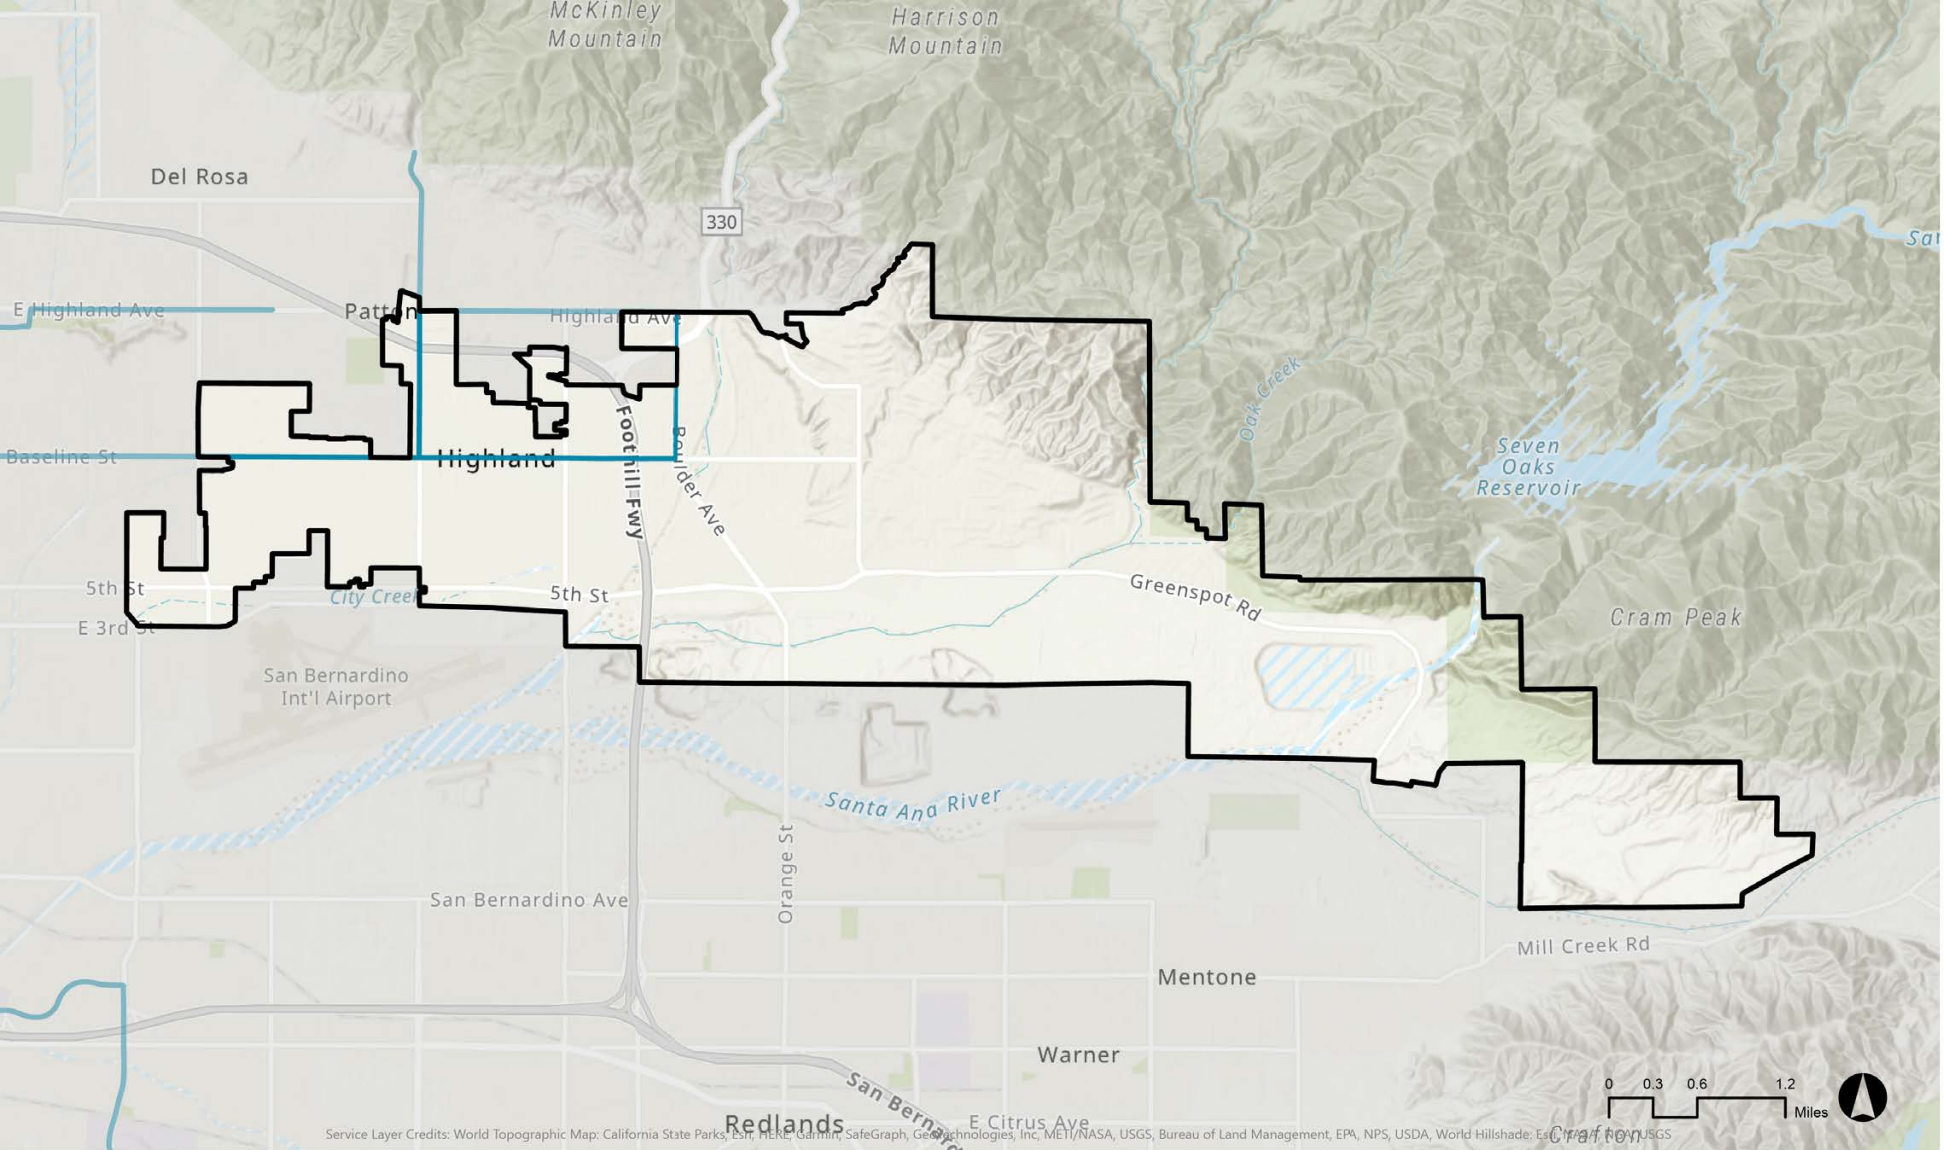 McKinley
Mountain
Harrison
Mountain
Del Rosa
330
E Highland Ave
Patton
Highland Ave
Oak Creek
Baseline St
Highland
Foothill Fwy
Boulder Ave
Seven
Oaks
Reservoir
5th St
City Creek
5th St
Greenspot Rd
E 3rd St
Cram Peak
San Bernardino
Int'l Airport
Santa Ana River
Orange St
San Bernardino Ave
Mill Creek Rd
Mentone
Warner
Redlands
E Citrus Ave
0 0.3 0.6 1.2
Miles
Crafton